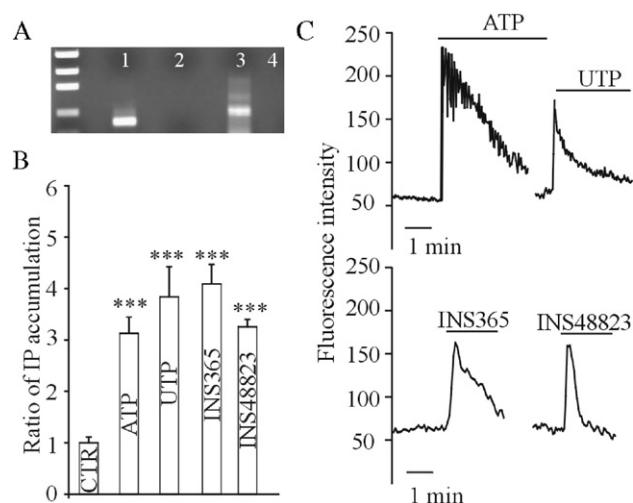 A
1 2 3 4
B
Ratio of IP accumulation
6
5
4
3
2
1
0
CTRL
ATP
UTP
INS365
INS48823
***
***
***
***
C
Fluorescence intensity
250
200
150
100
50
ATP
UTP
1 min
250
200
150
100
50
INS365
INS48823
1 min